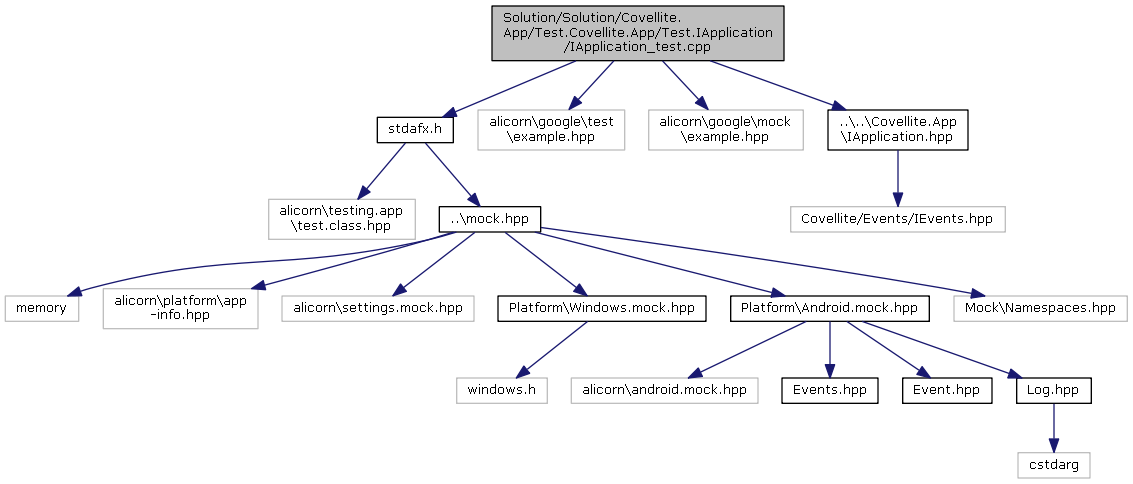 Solution/Solution/Covellite.
App/Test.Covellite.App/Test.IApplication
/IApplication_test.cpp
stdafx.h
alicorn\google\test
\example.hpp
alicorn\google\mock
\example.hpp
..\..\Covellite.App
\IApplication.hpp
alicorn\testing.app
\test.class.hpp
..\mock.hpp
Covellite/Events/IEvents.hpp
memory
alicorn\platform\app
-info.hpp
alicorn\settings.mock.hpp
Platform\Windows.mock.hpp
Platform\Android.mock.hpp
Mock\Namespaces.hpp
windows.h
alicorn\android.mock.hpp
Events.hpp
Event.hpp
Log.hpp
cstdarg